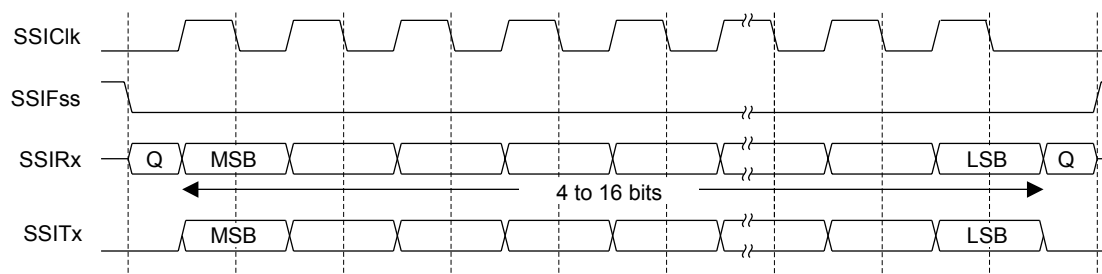 SSIClk
SSIFss
SSIRx Q MSB LSB Q
4 to 16 bits
SSITx MSB LSB